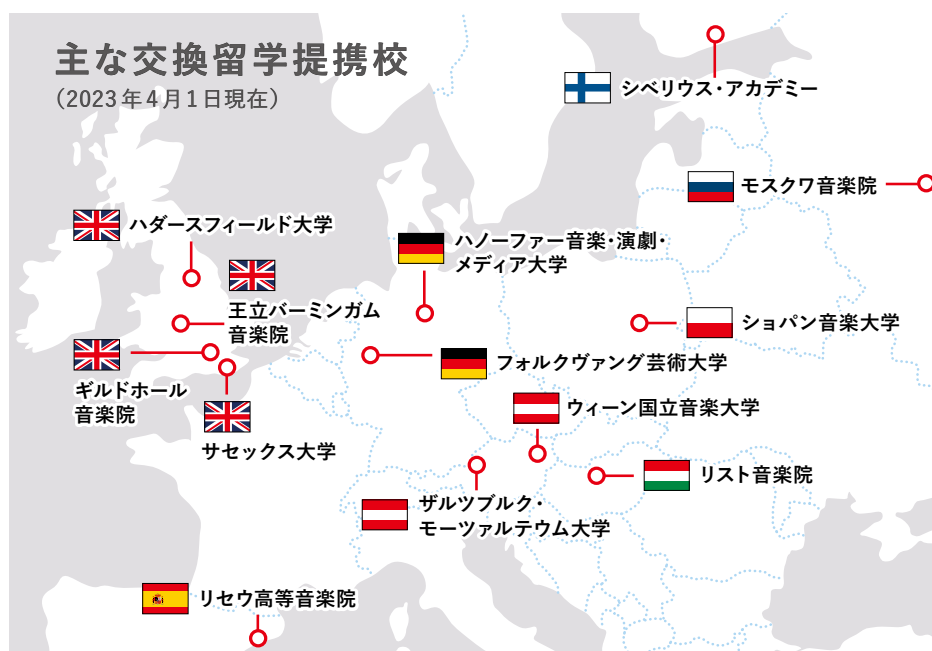 主な交換留学提携校
（2023年4月1日現在）
シベリウス・アカデミー
モスクワ音楽院
ハダースフィールド大学
ハノーファー音楽・演劇・
メディア大学
王立バーミンガム
音楽院
ショパン音楽大学
フォルクヴァング芸術大学
ギルドホール
音楽院
ウィーン国立音楽大学
サセックス大学
リスト音楽院
ザルツブルク・
モーツァルテウム大学
リセウ高等音楽院